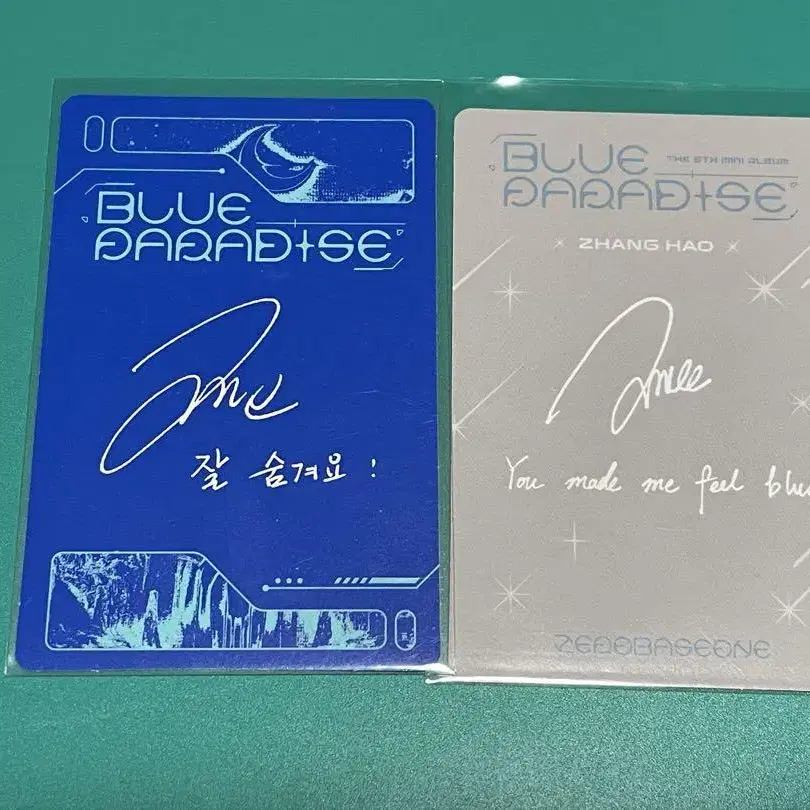 BLUE
PARADISE
잘 숨겨요 !
BLUE THE 5TH MINI ALBUM
PARADISE
ZHANG HAO
You made me feel blue
ZEROBASEONE